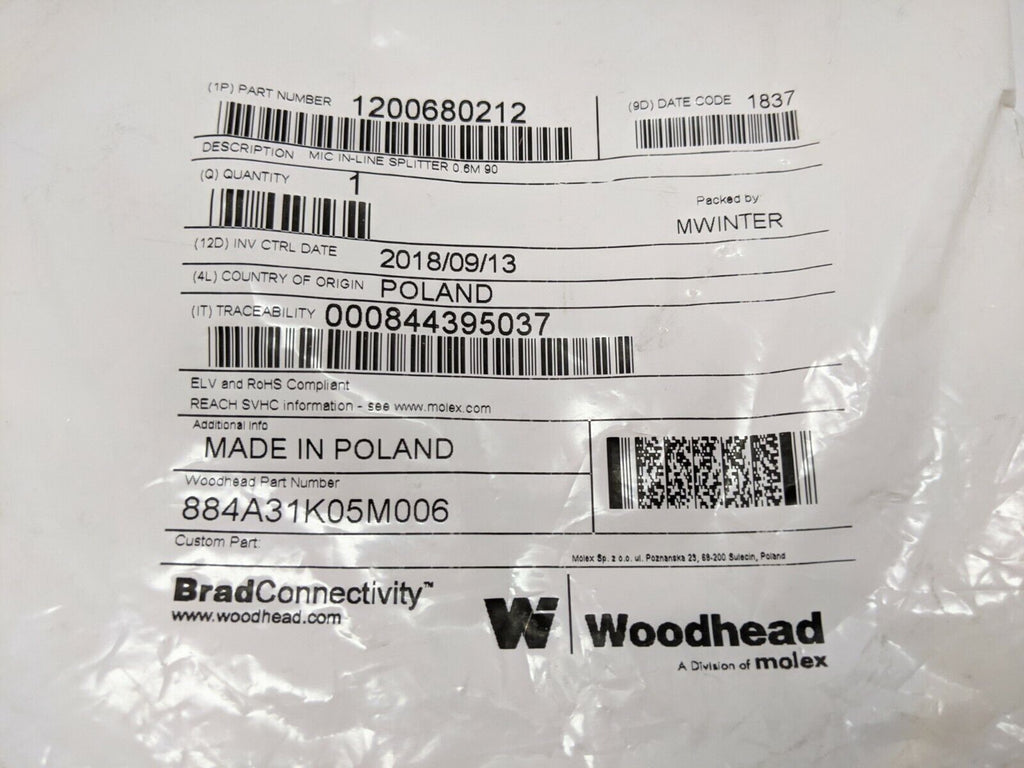 (1P) PART NUMBER 1200680212
(9D) DATE CODE 1837
DESCRIPTION MIC IN-LINE SPLITTER 0.6M 90
(Q) QUANTITY 1
Packed by:
MWINTER
(12D) INV CTRL DATE 2018/09/13
(4L) COUNTRY OF ORIGIN POLAND
(IT) TRACEABILITY 000844395037
ELV and RoHS Compliant
REACH SVHC information - see www.molex.com
Additional Info
MADE IN POLAND
Woodhead Part Number
884A31K05M006
Custom Part:
Molex Sp. z o.o. ul. Poznanska 23, 68-200 Sulecin, Poland
BradConnectivity™
www.woodhead.com
W
Woodhead
A Division of molex